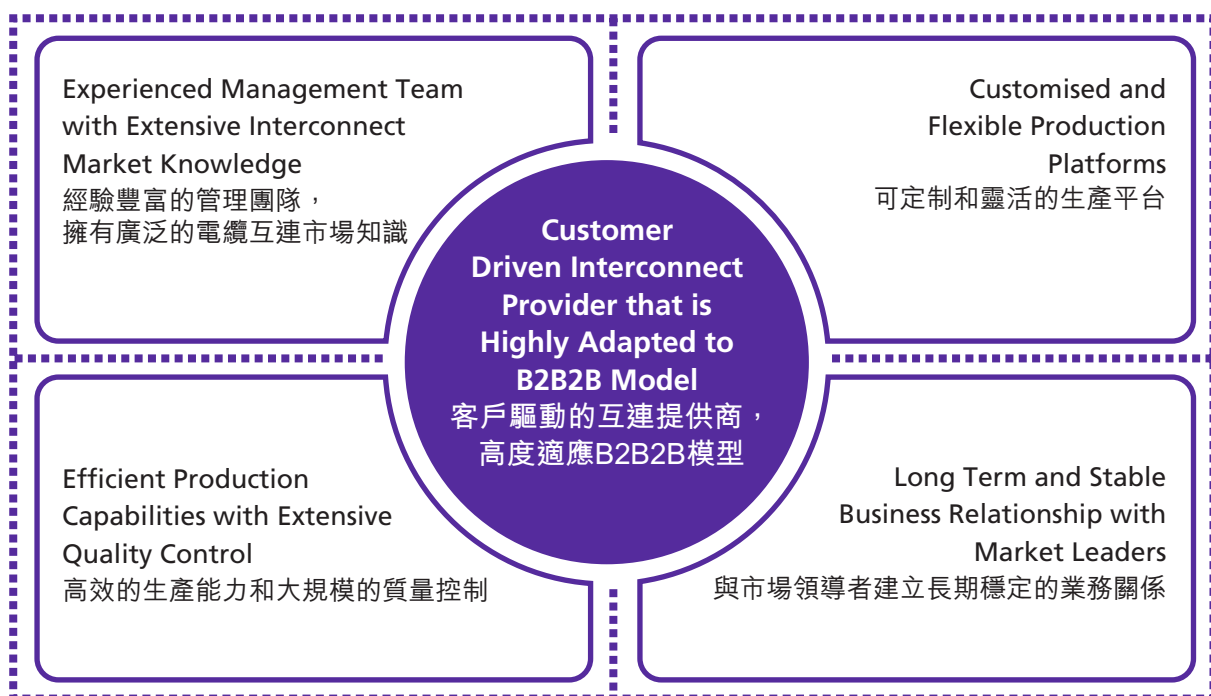 Experienced Management Team
with Extensive Interconnect
Market Knowledge
經驗豐富的管理團隊，
擁有廣泛的電纜互連市場知識
Customised and
Flexible Production
Platforms
可定制和靈活的生產平台
Customer
Driven Interconnect
Provider that is
Highly Adapted to
B2B2B Model
客戶驅動的互連提供商，
高度適應B2B2B模型
Efficient Production
Capabilities with Extensive
Quality Control
高效的生產能力和大規模的質量控制
Long Term and Stable
Business Relationship with
Market Leaders
與市場領導者建立長期穩定的業務關係